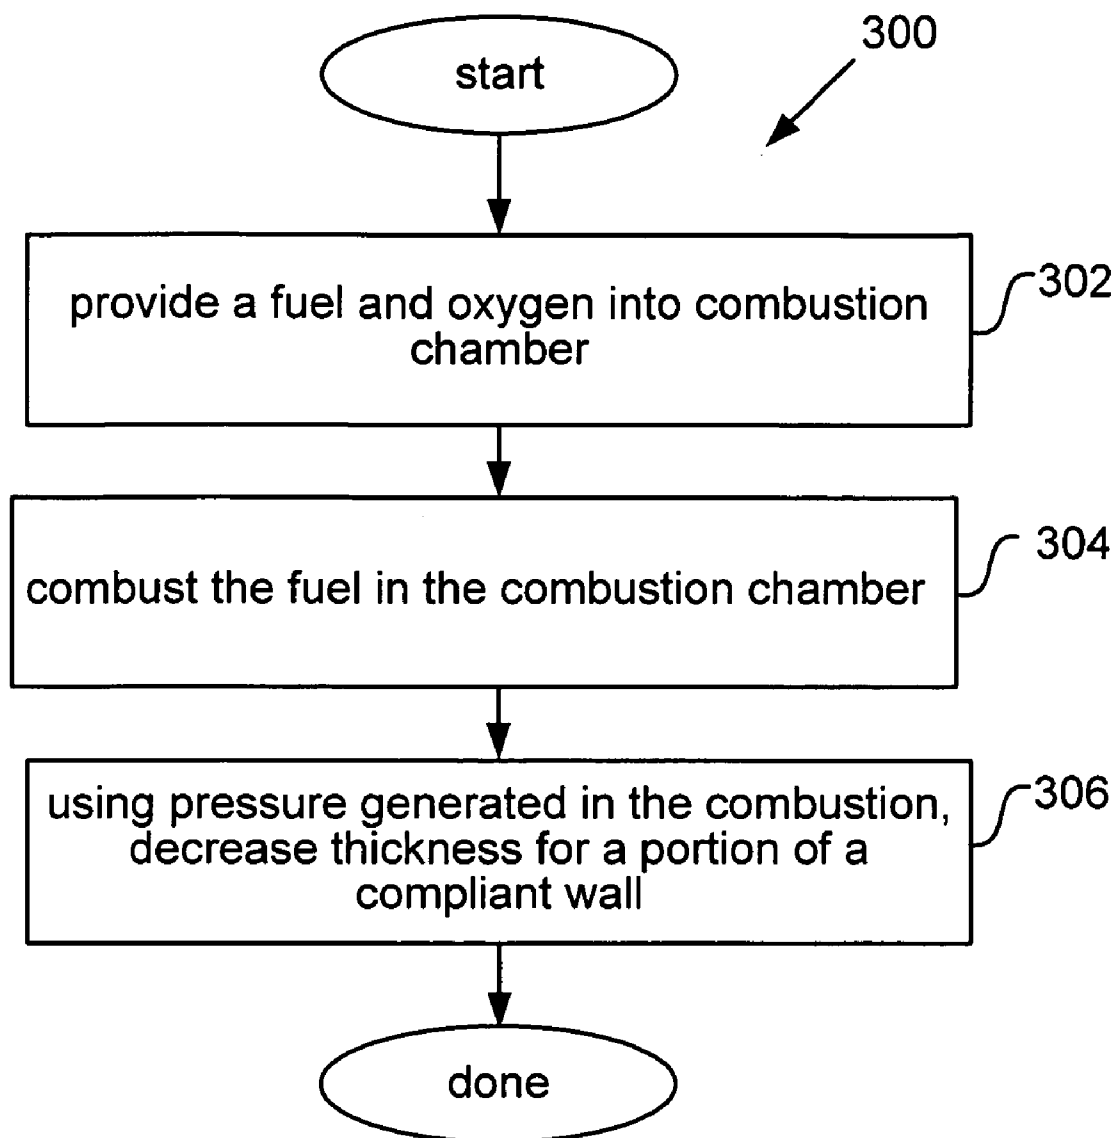 300
start
provide a fuel and oxygen into combustion
chamber
302
combust the fuel in the combustion chamber
304
using pressure generated in the combustion,
decrease thickness for a portion of a
compliant wall
306
done